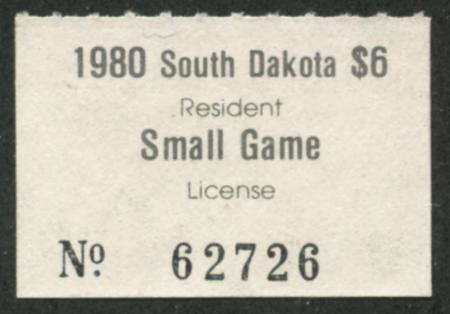 1980 South Dakota $6
Resident
Small Game
License
Nº 62726